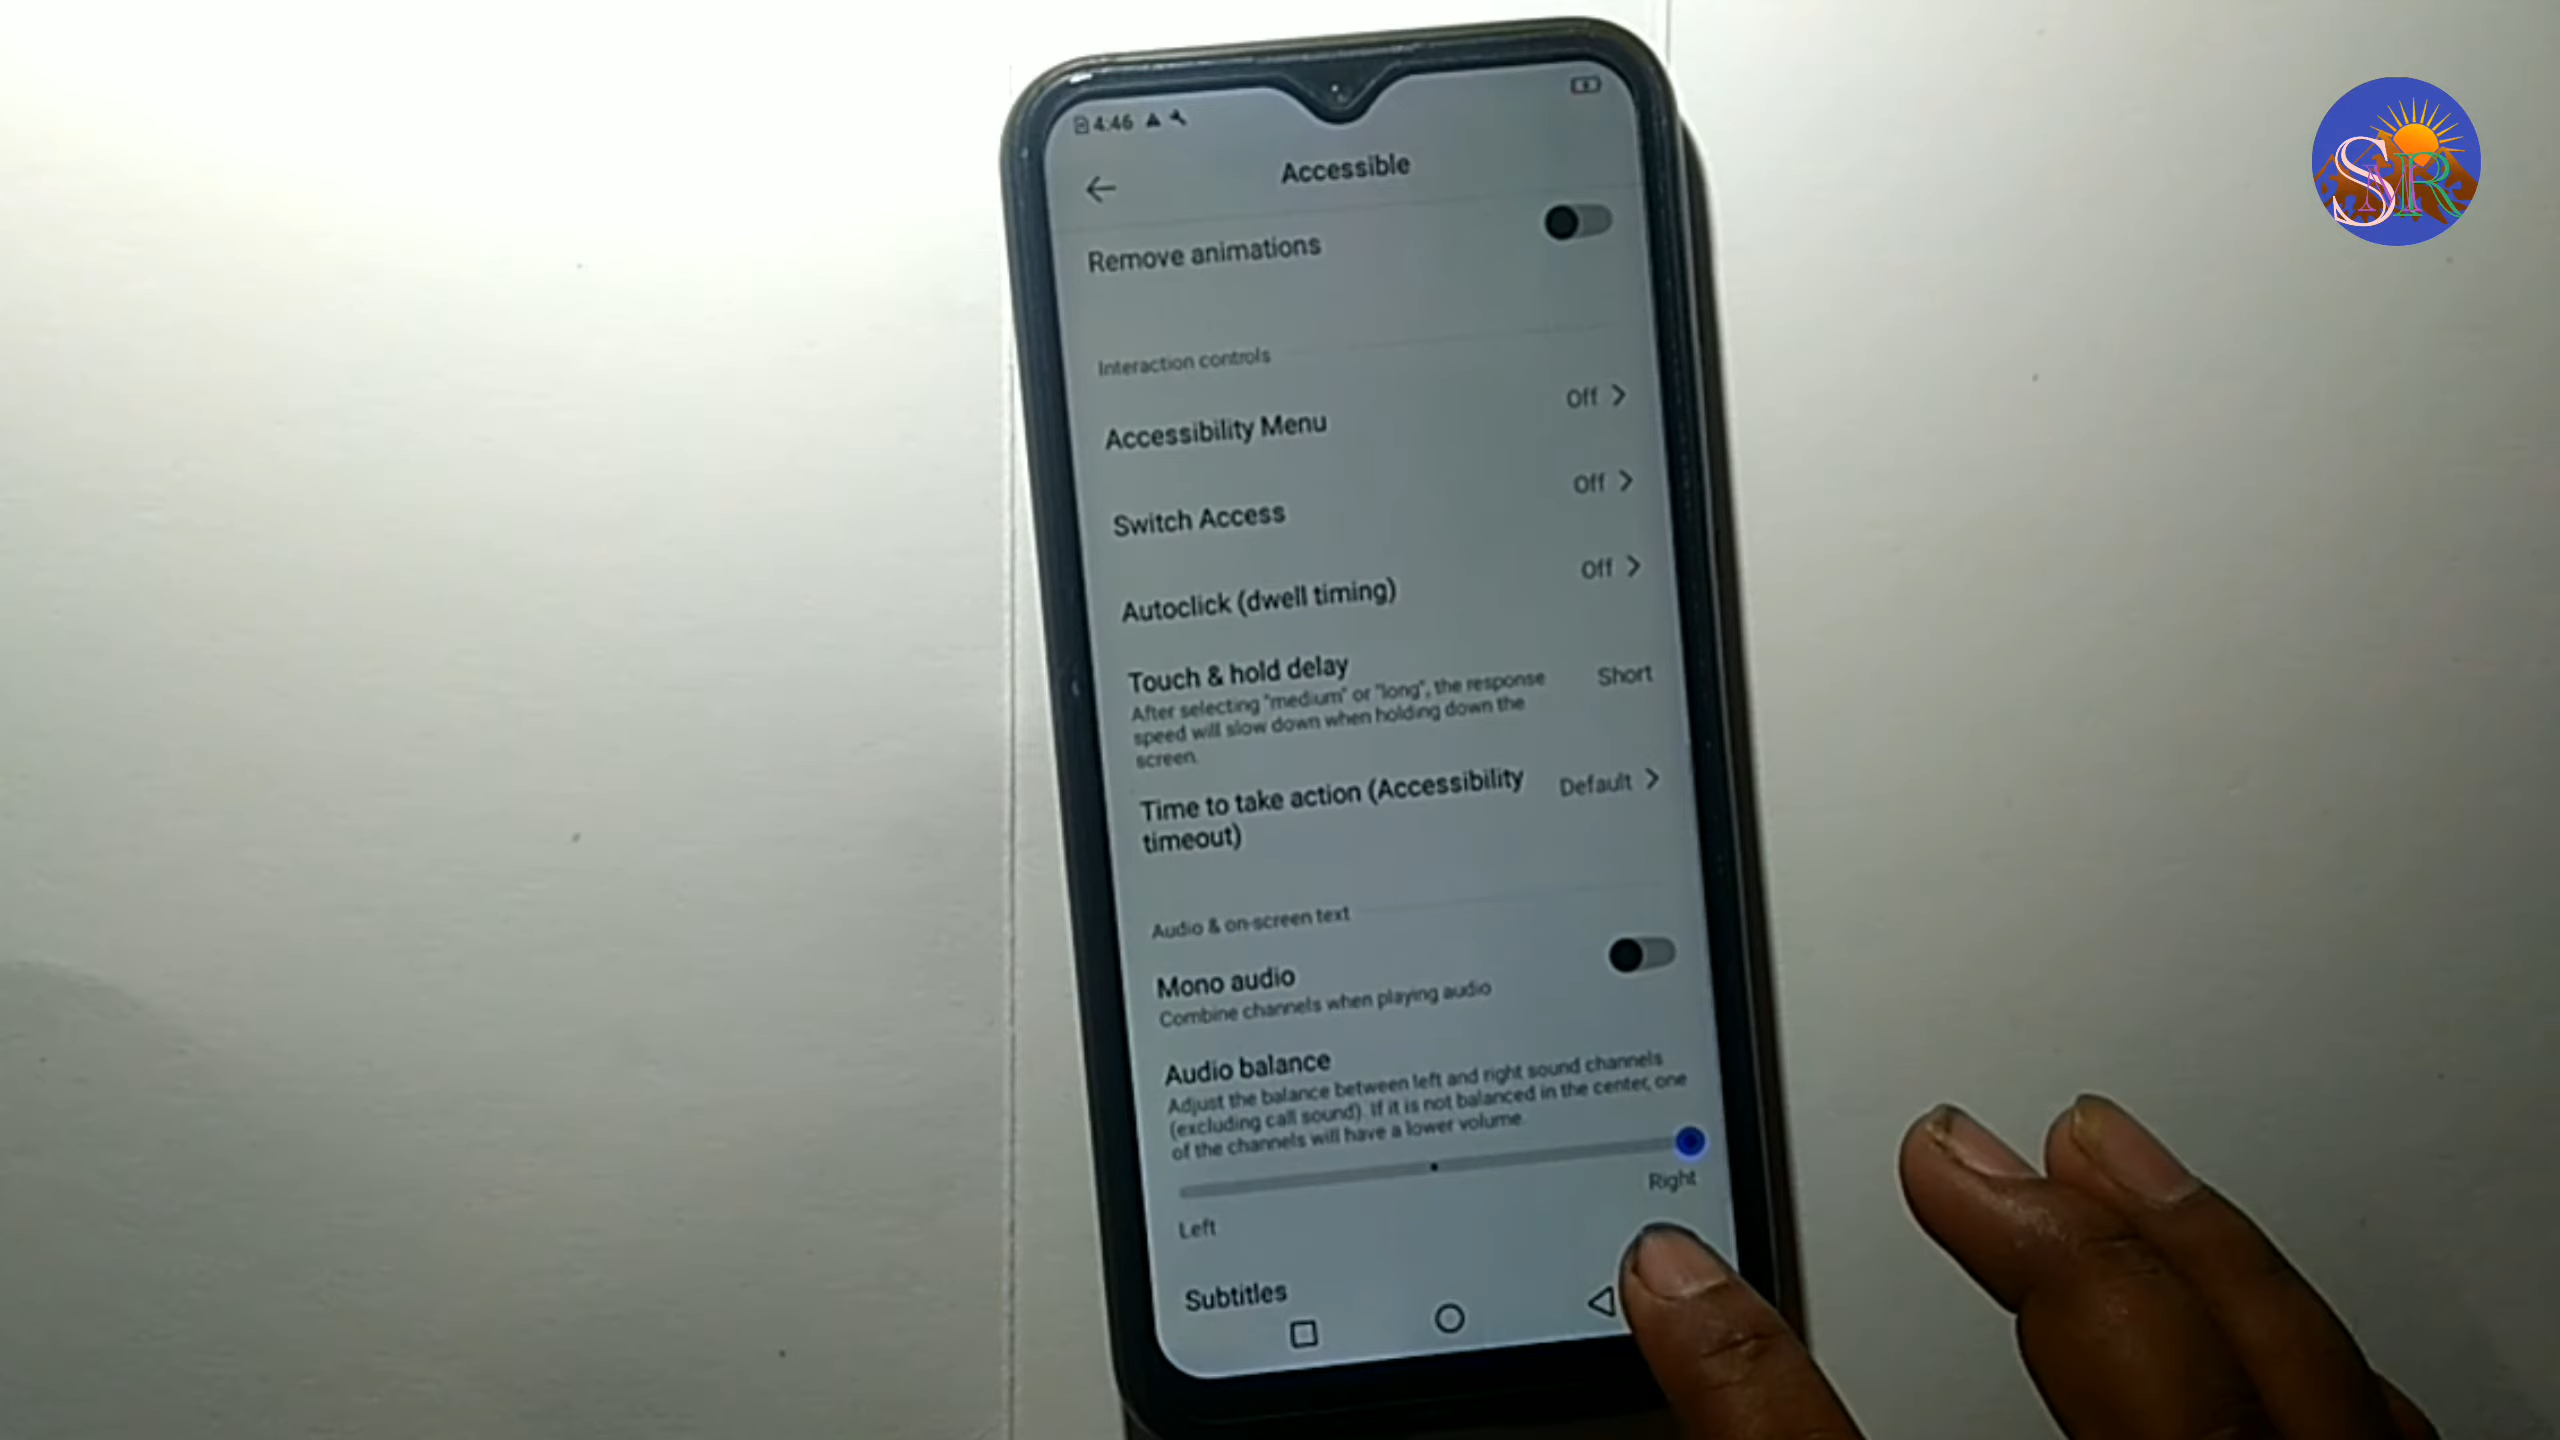 4:46
Accessible
Remove animations
Interaction controls
Accessibility Menu
Off
Switch Access
Off
Autoclick (dwell timing)
Off
Touch & hold delay
After selecting "medium" or "long", the response
speed will slow down when holding down the
screen.
Short
Time to take action (Accessibility
timeout)
Default
Audio & on-screen text
Mono audio
Combine channels when playing audio
Audio balance
Adjust the balance between left and right sound channels
(excluding call sound). If it is not balanced in the center, one
of the channels will have a lower volume.
Left
Right
Subtitles